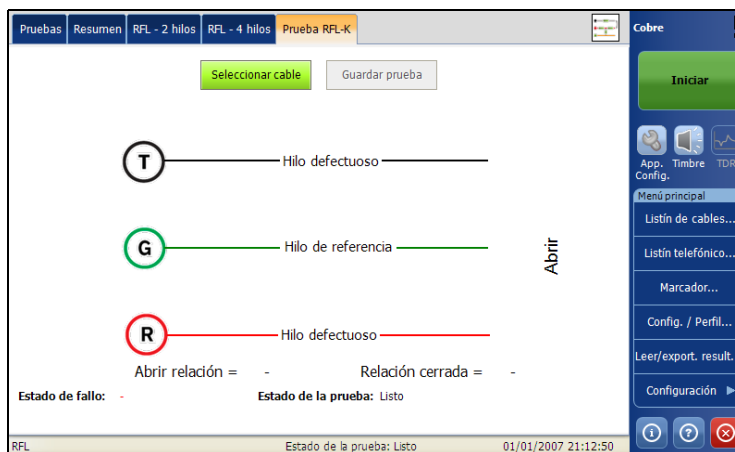 Pruebas Resumen RFL - 2 hilos RFL - 4 hilos Prueba RFL-K
Seleccionar cable Guardar prueba
T Hilo defectuoso
G Hilo de referencia
Abrir
R Hilo defectuoso
Abrir relación = - Relación cerrada = -
Estado de fallo: - Estado de la prueba: Listo
RFL Estado de la prueba: Listo 01/01/2007 21:12:50
Cobre
Iniciar
App. Config.
Timbre
TDR
Menú principal
Listín de cables...
Listín telefónico...
Marcador...
Config. / Perfil...
Leer/export. result.
Configuración